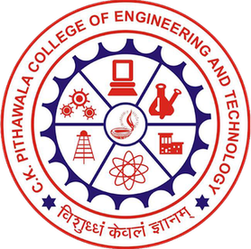 C. K. PITHAWALA COLLEGE OF ENGINEERING AND TECHNOLOGY
विशुध्धं केवलं ज्ञानम्